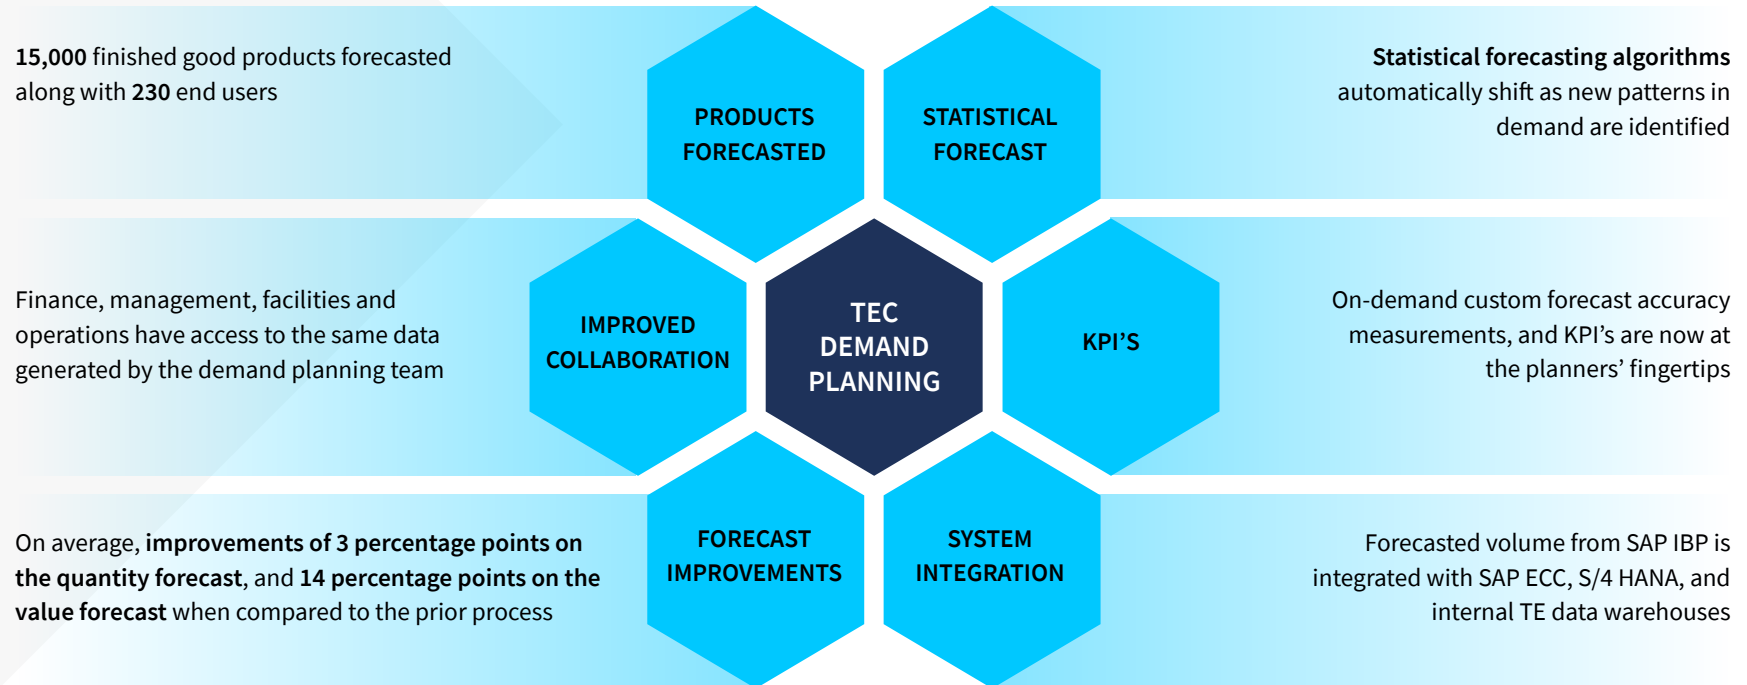 15,000 finished good products forecasted
along with 230 end users
PRODUCTS
FORECASTED
STATISTICAL
FORECAST
Statistical forecasting algorithms
automatically shift as new patterns in
demand are identified
Finance, management, facilities and
operations have access to the same data
generated by the demand planning team
IMPROVED
COLLABORATION
TEC
DEMAND
PLANNING
KPI’S
On-demand custom forecast accuracy
measurements, and KPI’s are now at
the planners’ fingertips
On average, improvements of 3 percentage points on
the quantity forecast, and 14 percentage points on the
value forecast when compared to the prior process
FORECAST
IMPROVEMENTS
SYSTEM
INTEGRATION
Forecasted volume from SAP IBP is
integrated with SAP ECC, S/4 HANA, and
internal TE data warehouses